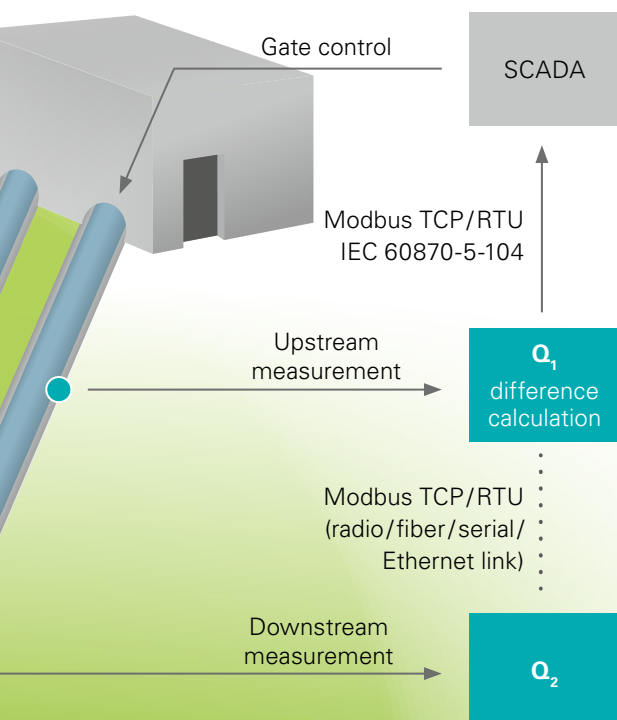 Gate control
SCADA
Modbus TCP/RTU
IEC 60870-5-104
Upstream
measurement
Q₁
difference
calculation
Modbus TCP/RTU
(radio/fiber/serial/
Ethernet link)
Downstream
measurement
Q₂